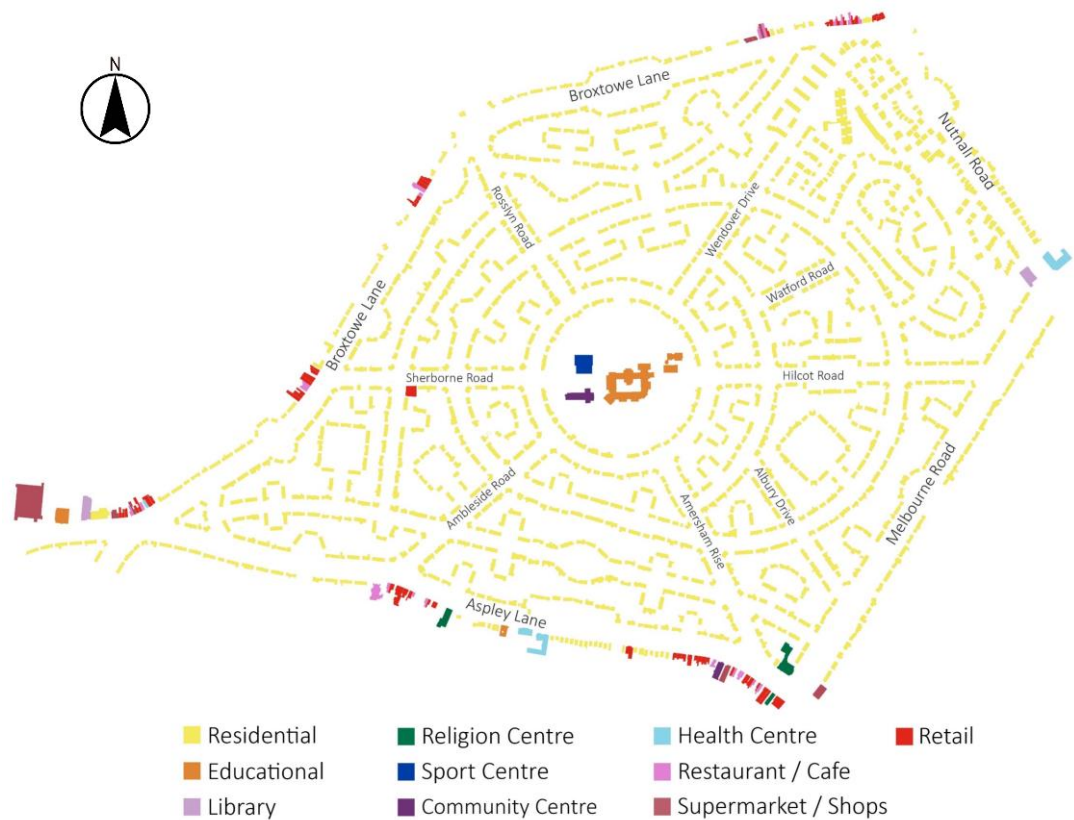 N
Broxtowe Lane
Nutnall Road
Rosslyn Road
Wendover Drive
Watford Road
Broxtowe Lane
Sherborne Road
Hilcot Road
Ambleside Road
Albury Drive
Amersham Rise
Melbourne Road
Aspley Lane
Residential
Religion Centre
Health Centre
Retail
Educational
Sport Centre
Restaurant / Cafe
Library
Community Centre
Supermarket / Shops